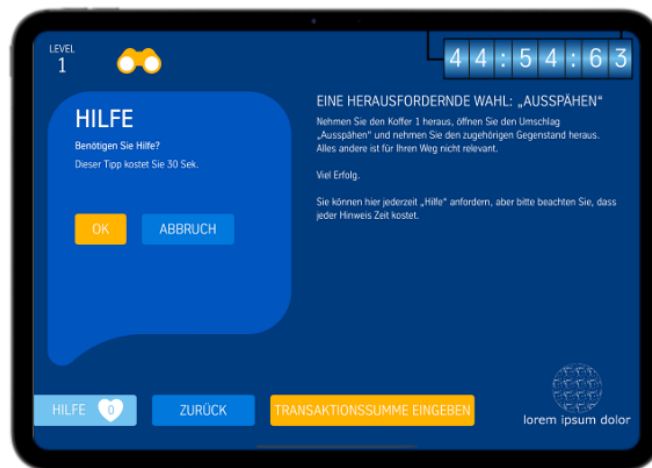 LEVEL
1
44:54:63
HILFE
Benötigen Sie Hilfe?
Dieser Tipp kostet Sie 30 Sek.
OK
ABBRUCH
EINE HERAUSFORDERNDE WAHL: „AUSSPÄHEN“
Nehmen Sie den Koffer 1 heraus, öffnen Sie den Umschlag
„Ausspähen“ und nehmen Sie den zugehörigen Gegenstand heraus.
Alles andere ist für Ihren Weg nicht relevant.
Viel Erfolg.
Sie können hier jederzeit „Hilfe“ anfordern, aber bitte beachten Sie, dass
jeder Hinweis Zeit kostet.
HILFE 0
ZURÜCK
TRANSAKTIONSSUMME EINGEBEN
lorem ipsum dolor